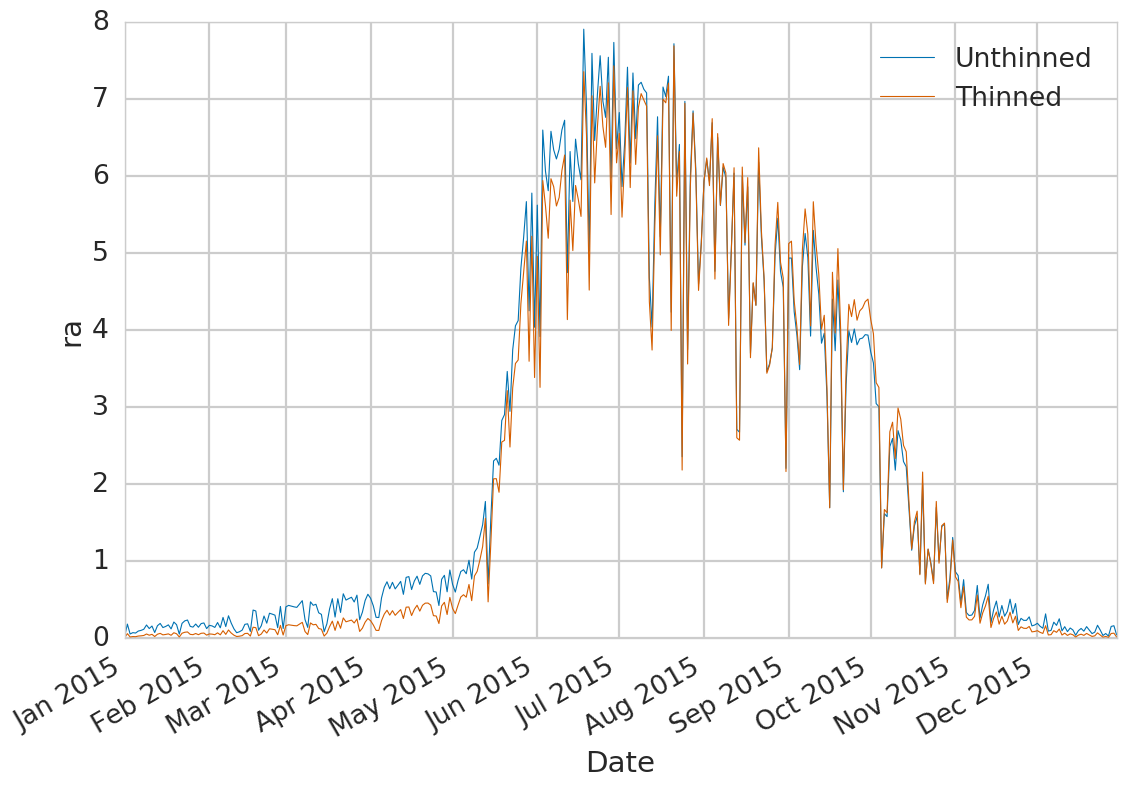 8
7
6
5
4
3
2
1
0
ra
Unthinned
Thinned
Jan 2015
Feb 2015
Mar 2015
Apr 2015
May 2015
Jun 2015
Jul 2015
Aug 2015
Sep 2015
Oct 2015
Nov 2015
Dec 2015
Date